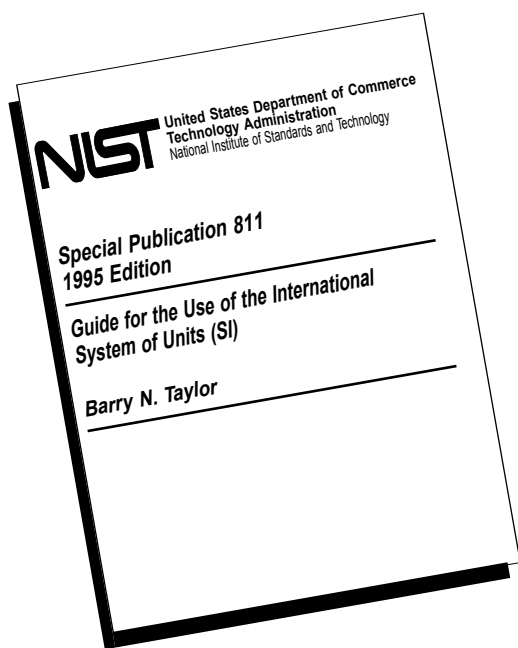 NIST
United States Department of Commerce
Technology Administration
National Institute of Standards and Technology
Special Publication 811
1995 Edition
Guide for the Use of the International
System of Units (SI)
Barry N. Taylor